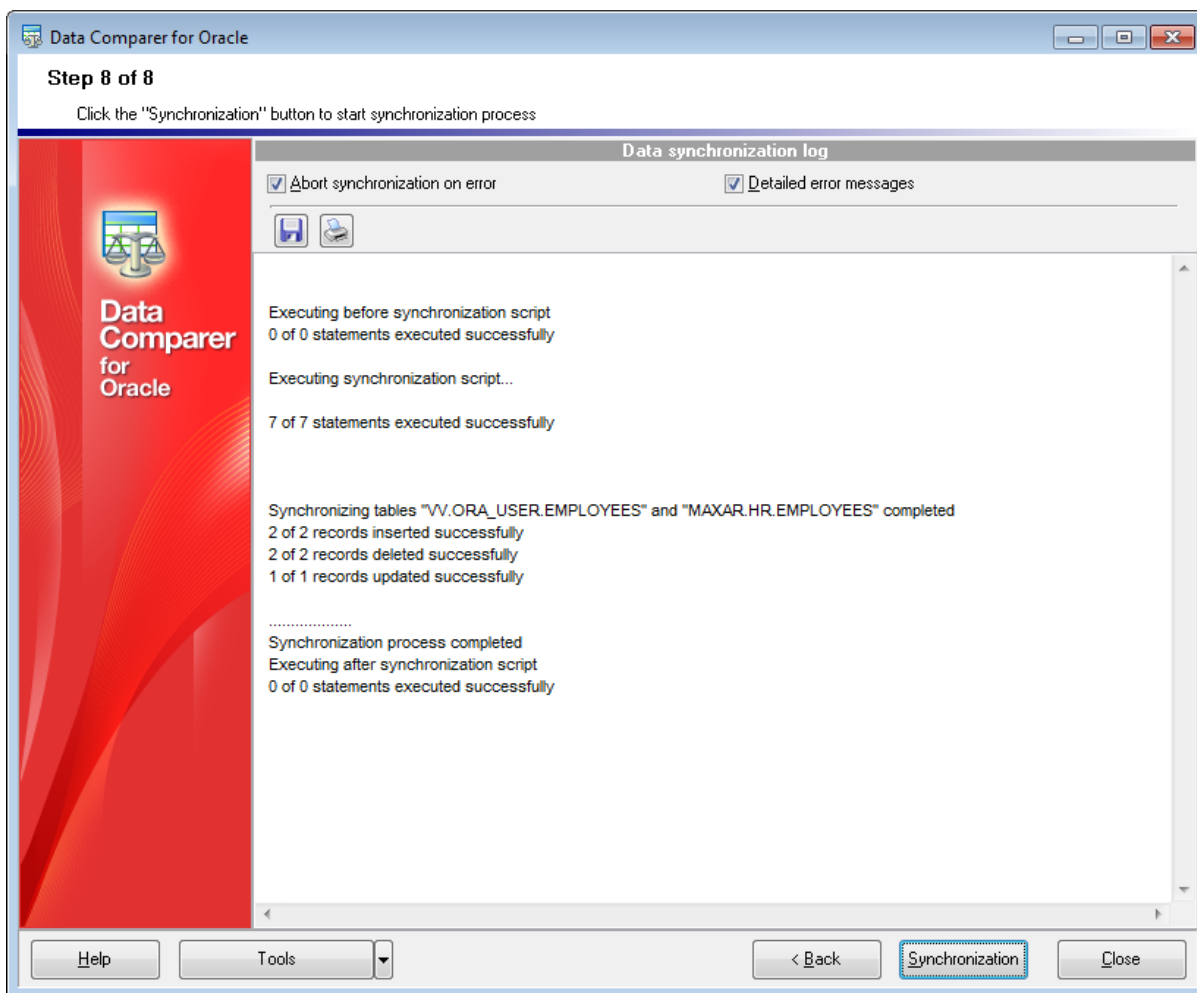 Data Comparer for Oracle
Step 8 of 8
Click the "Synchronization" button to start synchronization process
Data synchronization log
Abort synchronization on error
Detailed error messages
Data
Comparer
for
Oracle
Executing before synchronization script
0 of 0 statements executed successfully
Executing synchronization script...
7 of 7 statements executed successfully
Synchronizing tables "VV.ORA_USER.EMPLOYEES" and "MAXAR.HR.EMPLOYEES" completed
2 of 2 records inserted successfully
2 of 2 records deleted successfully
1 of 1 records updated successfully
...................
Synchronization process completed
Executing after synchronization script
0 of 0 statements executed successfully
Help
Tools
< Back
Synchronization
Close